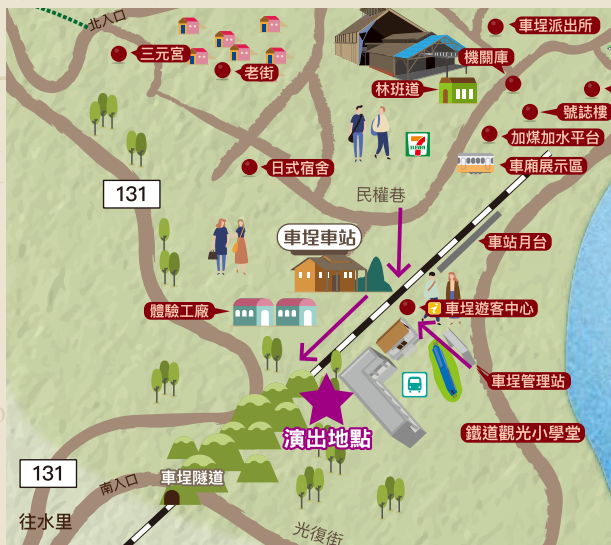 北入口
車埕派出所
三元宮
老街
機關庫
林班道
號誌樓
7
ELEVEN
加煤加水平台
日式宿舍
車廂展示區
131
民權巷
車埕車站
車站月台
體驗工廠
車埕遊客中心
車埕管理站
演出地點
鐵道觀光小學堂
131
車埕隧道
南入口
往水里
光復街